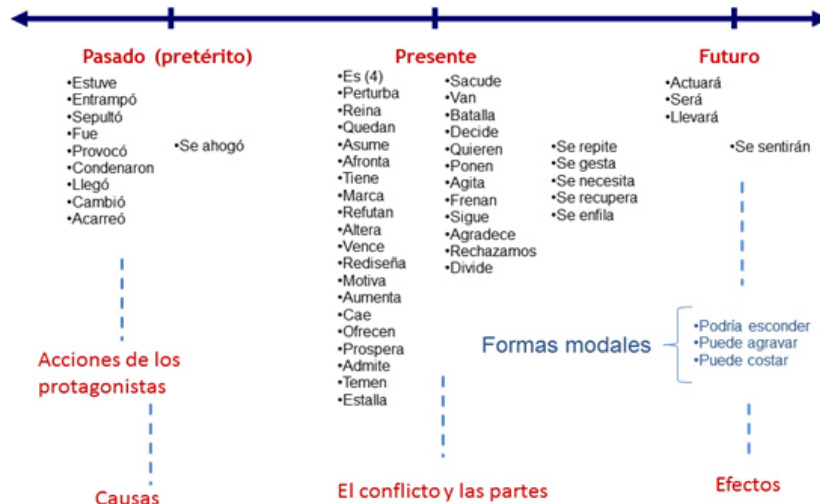 Pasado (pretérito)
•Estuve
•Entrampó
•Sepultó
•Fue
•Provocó
•Condenaron
•Llegó
•Cambió
•Acarreó
•Se ahogó
Acciones de los
protagonistas
Causas
Presente
•Es (4)
•Perturba
•Reina
•Quedan
•Asume
•Afronta
•Tiene
•Marca
•Refutan
•Altera
•Vence
•Rediseña
•Motiva
•Aumenta
•Cae
•Ofrecen
•Prospera
•Admite
•Temen
•Estalla
•Sacude
•Van
•Batalla
•Decide
•Quieren
•Ponen
•Agita
•Frenan
•Sigue
•Agradece
•Rechazamos
•Divide
•Se repite
•Se gesta
•Se necesita
•Se recupera
•Se enfila
El conflicto y las partes
Futuro
•Actuará
•Será
•Llevará
•Se sentirán
Formas modales
•Podría esconder
•Puede agravar
•Puede costar
Efectos